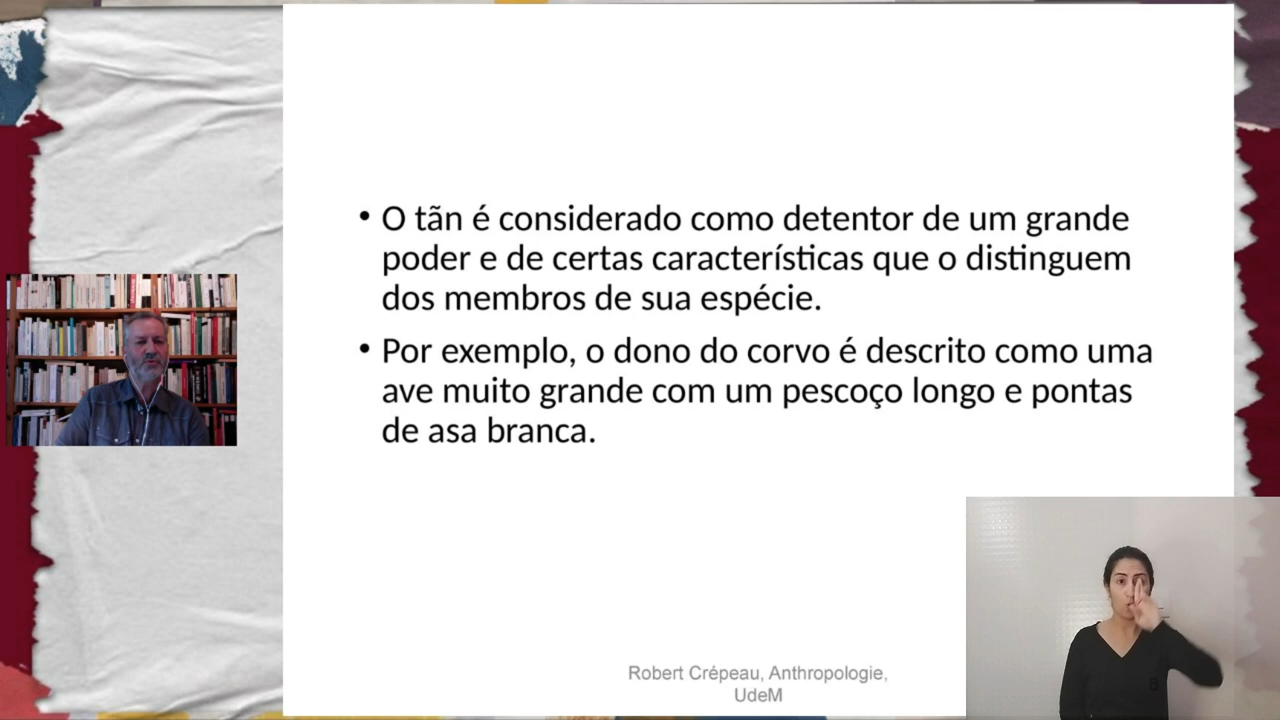 • O tãn é considerado como detentor de um grande
poder e de certas características que o distinguem
dos membros de sua espécie.
• Por exemplo, o dono do corvo é descrito como uma
ave muito grande com um pescoço longo e pontas
de asa branca.
Robert Crépeau, Anthropologie,
UdeM